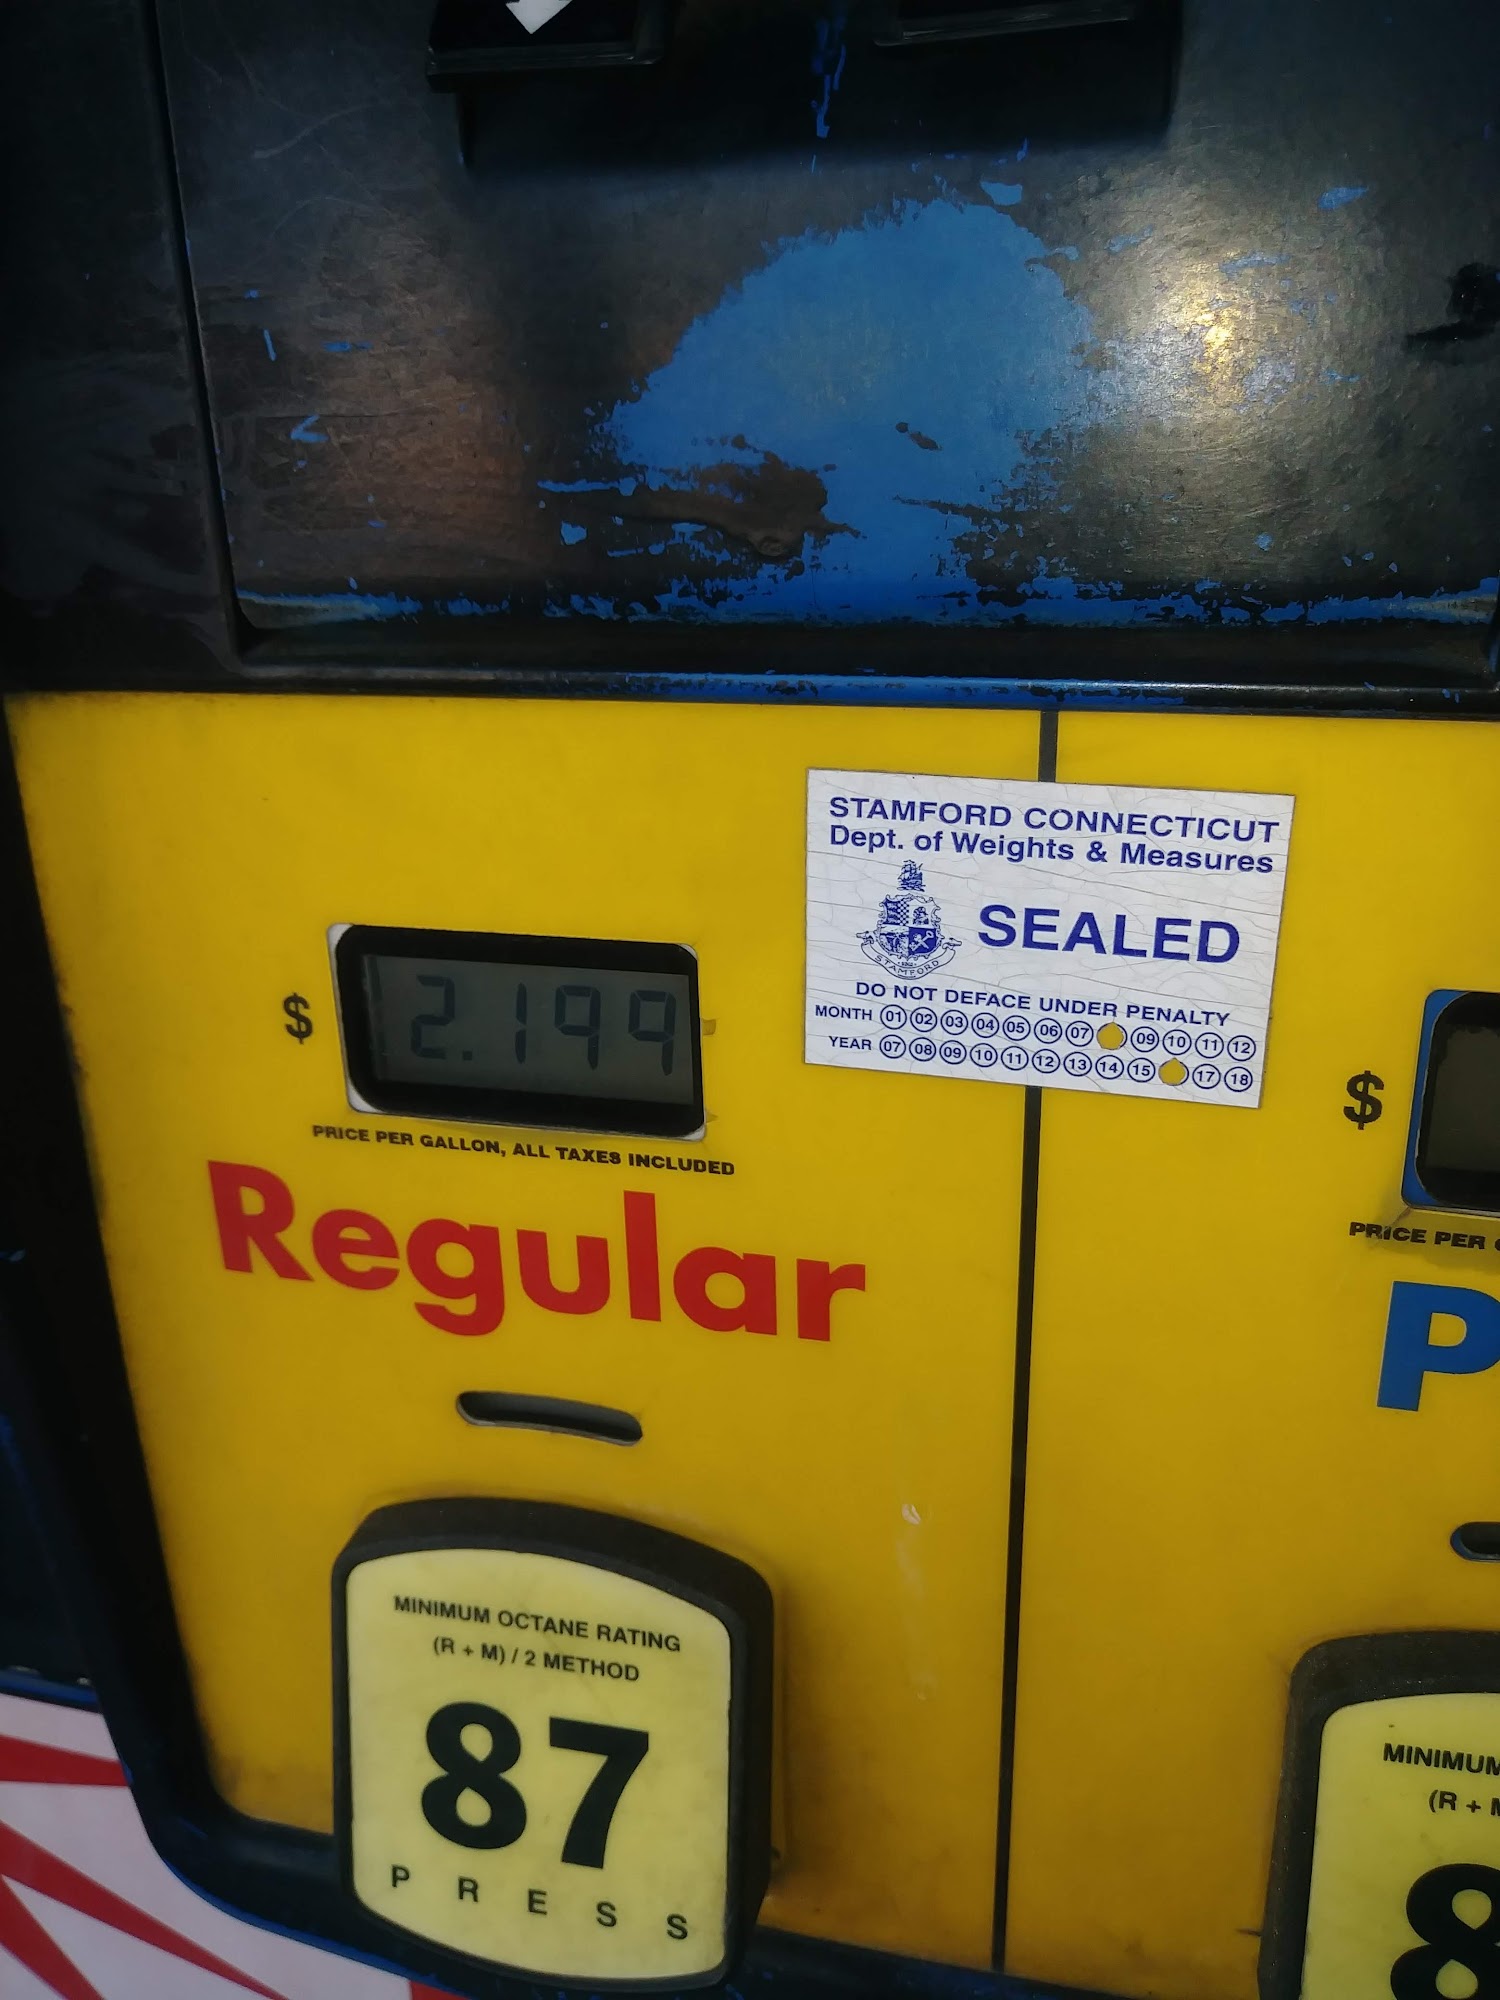 STAMFORD CONNECTICUT
Dept. of Weights & Measures
SEALED
STAMFORD
DO NOT DEFACE UNDER PENALTY
MONTH 01 02 03 04 05 06 07 09 10 11 12
YEAR 07 08 09 10 11 12 13 14 15 17 18
$ 2.199
PRICE PER GALLON, ALL TAXES INCLUDED
Regular
MINIMUM OCTANE RATING
(R + M) / 2 METHOD
87
PRESS
$
PRICE PER
P
MINIMUM
(R + M
8